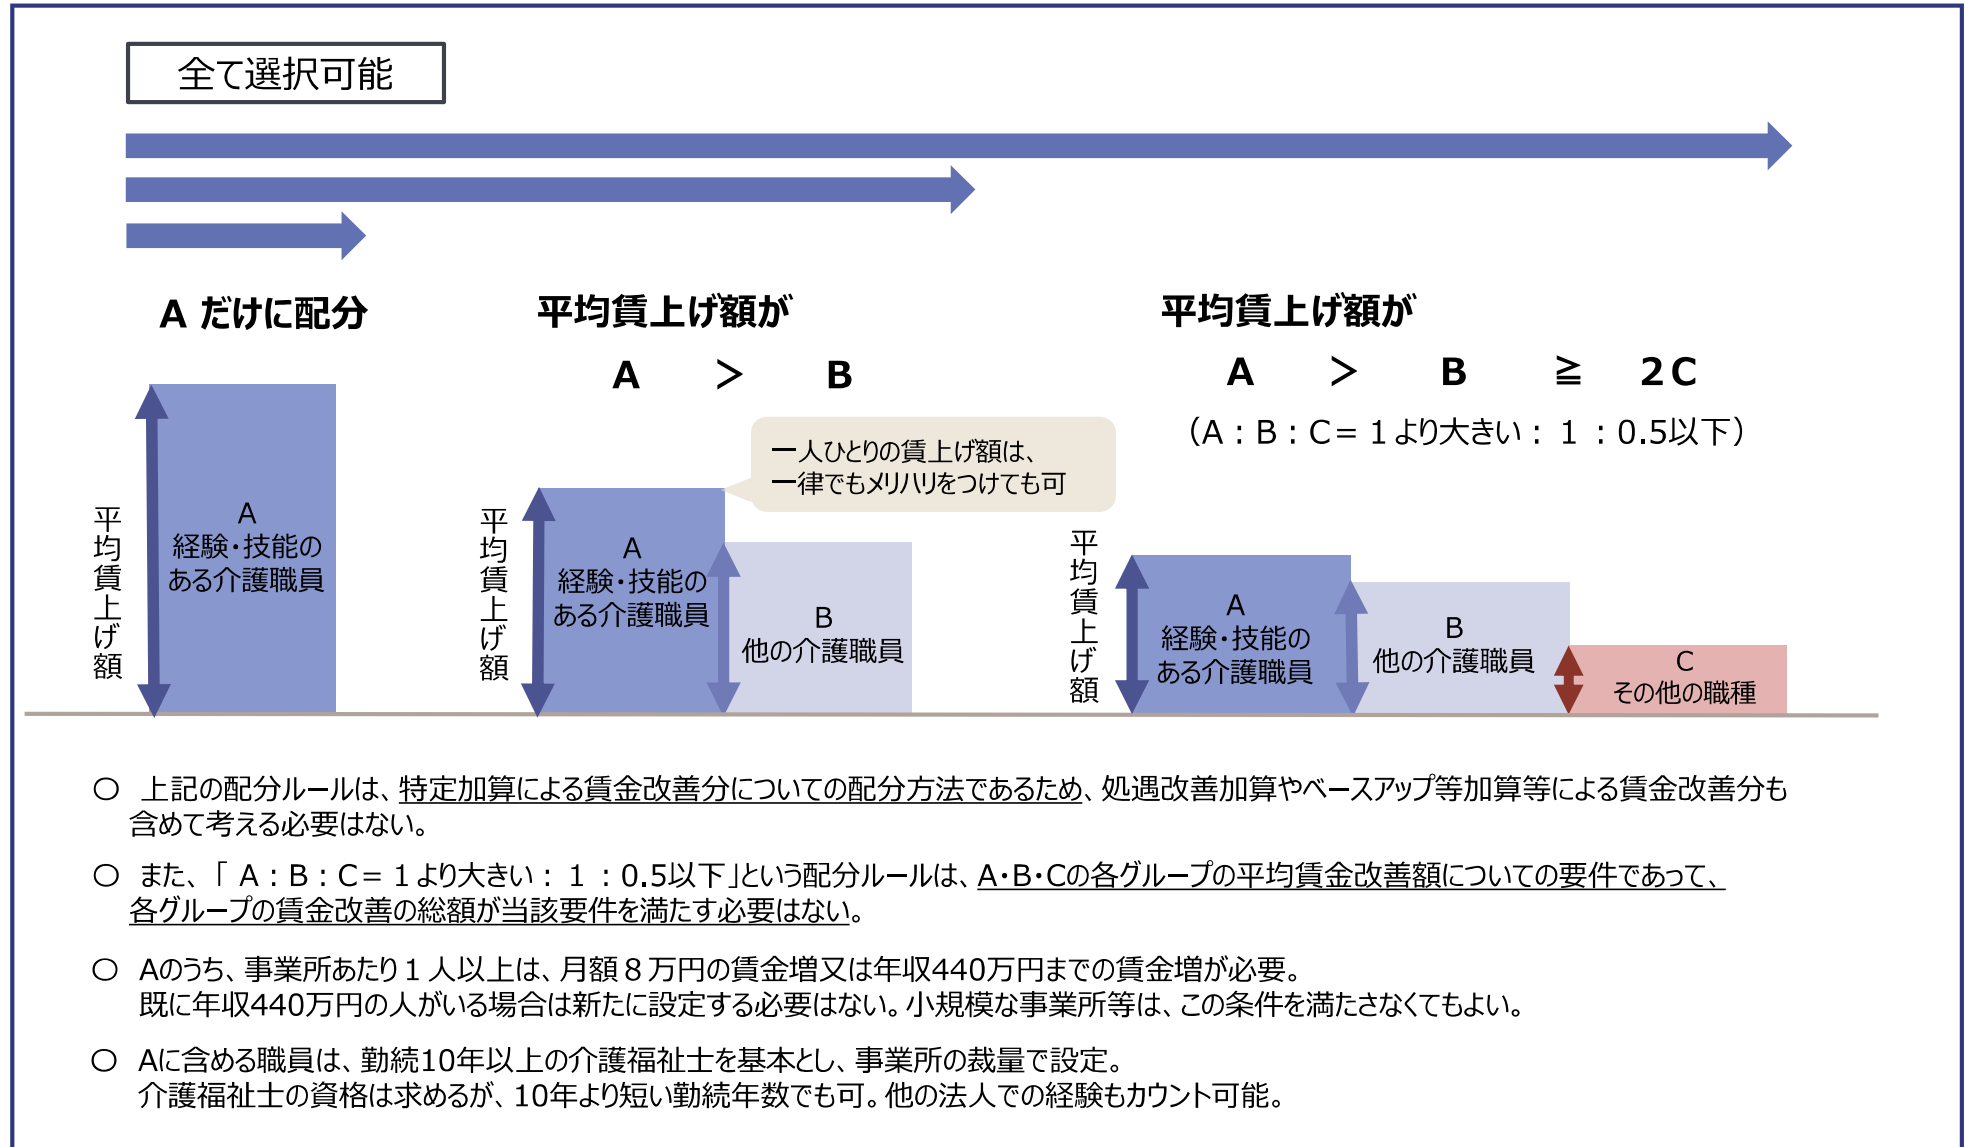 全て選択可能
A だけに配分
平均賃上げ額が
A ＞ B
平均賃上げ額が
A ＞ B ≧ 2C
（A：B：C＝１より大きい：１：0.5以下）
一人ひとりの賃上げ額は、
一律でもメリハリをつけても可
平均賃上げ額
A
経験・技能の
ある介護職員
平均賃上げ額
A
経験・技能の
ある介護職員
B
他の介護職員
平均賃上げ額
A
経験・技能の
ある介護職員
B
他の介護職員
C
その他の職種
○ 上記の配分ルールは、特定加算による賃金改善分についての配分方法であるため、処遇改善加算やベースアップ等加算等による賃金改善分も
含めて考える必要はない。
○ また、「A：B：C＝１より大きい：１：0.5以下」という配分ルールは、A・B・Cの各グループの平均賃金改善額についての要件であって、
各グループの賃金改善の総額が当該要件を満たす必要はない。
○ Aのうち、事業所あたり１人以上は、月額８万円の賃金増又は年収440万円までの賃金増が必要。
既に年収440万円の人がいる場合は新たに設定する必要はない。小規模な事業所等は、この条件を満たさなくてもよい。
○ Aに含める職員は、勤続10年以上の介護福祉士を基本とし、事業所の裁量で設定。
介護福祉士の資格は求めるが、10年より短い勤続年数でも可。他の法人での経験もカウント可能。